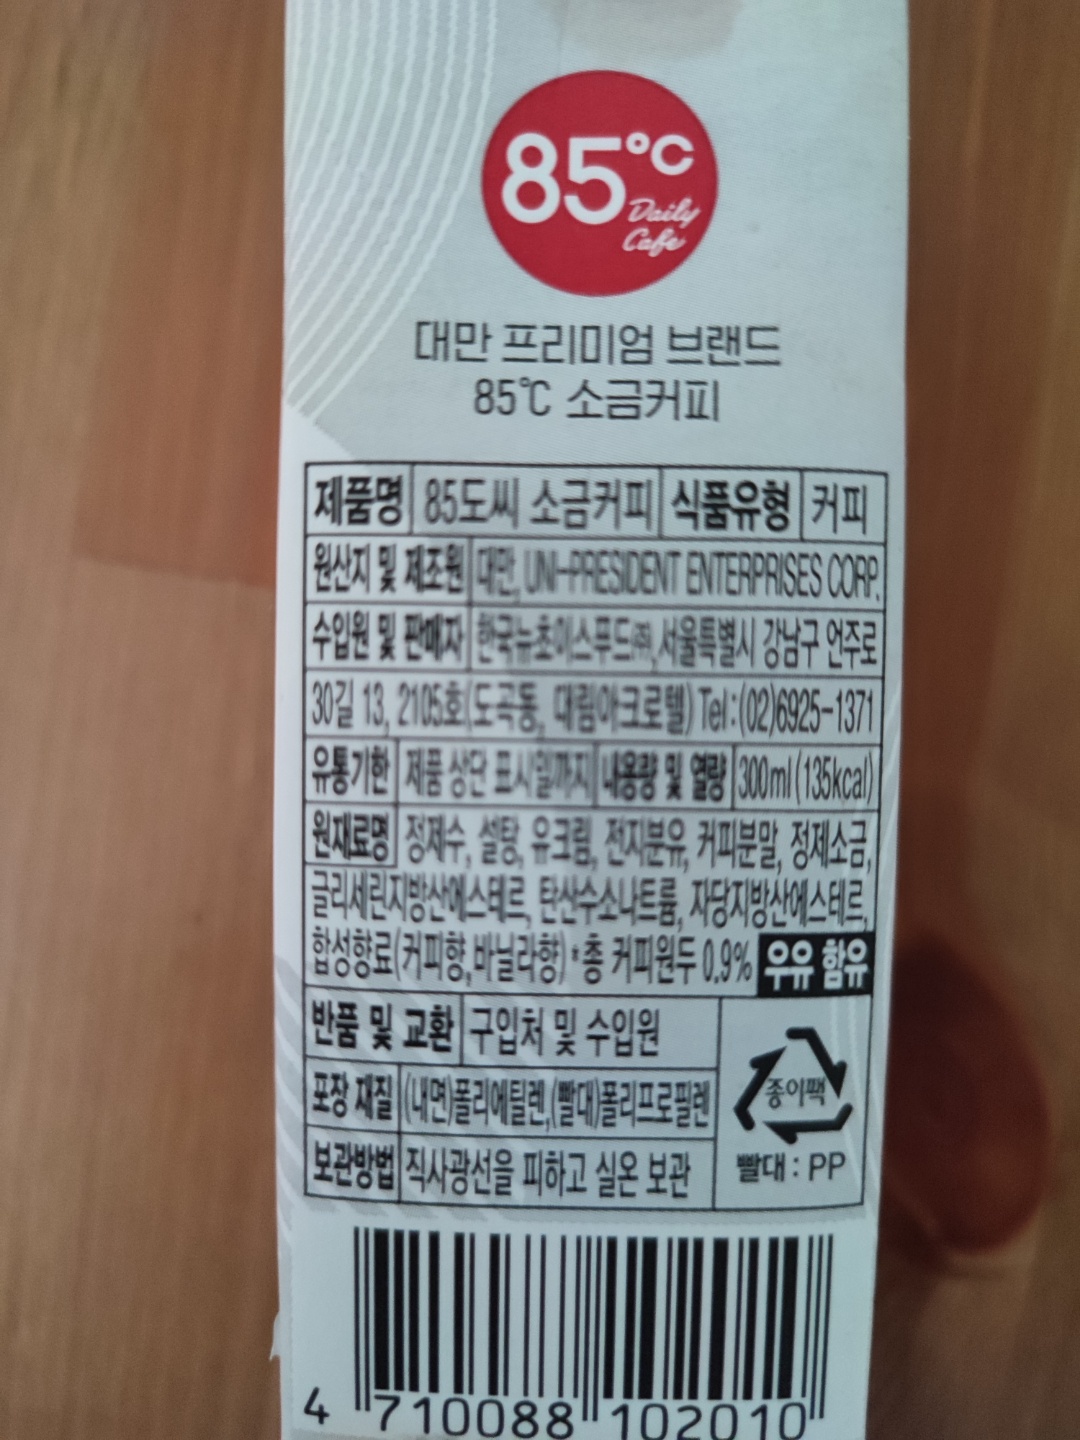 85℃
Daily
Cafe
대만 프리미엄 브랜드
85℃ 소금커피
제품명 85도씨 소금커피 식품유형 커피
원산지 및 제조원 대만, UNI-PRESIDENT ENTERPRISES CORP.
수입원 및 판매자 한국뉴초이스푸드㈜,서울특별시 강남구 언주로
30길 13, 2105호(도곡동, 대림아크로텔) Tel:(02)6925-1371
유통기한 제품 상단 표시일까지 내용량 및 열량 300ml(135kcal)
원재료명 정제수, 설탕, 유크림, 전지분유, 커피분말, 정제소금,
글리세린지방산에스테르, 탄산수소나트륨, 자당지방산에스테르,
합성향료(커피향,바닐라향) *총 커피원두 0.9% 우유 함유
반품 및 교환 구입처 및 수입원
포장 재질 (내면)폴리에틸렌,(빨대)폴리프로필렌
종이팩
빨대 : PP
보관방법 직사광선을 피하고 실온 보관
4 710088 102010